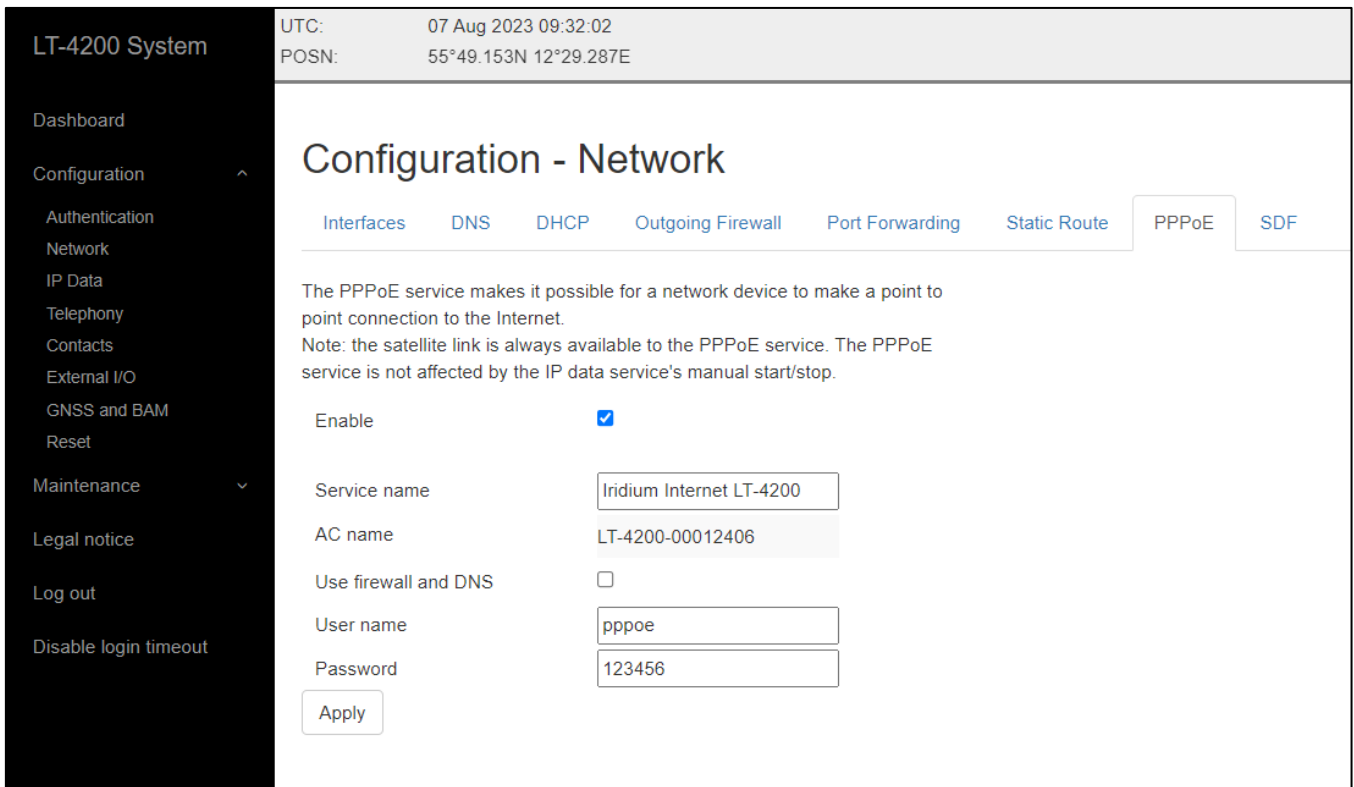 LT-4200 System
Dashboard
Configuration
Authentication
Network
IP Data
Telephony
Contacts
External I/O
GNSS and BAM
Reset
Maintenance
Legal notice
Log out
Disable login timeout
UTC: 07 Aug 2023 09:32:02
POSN: 55°49.153N 12°29.287E
Configuration - Network
Interfaces DNS DHCP Outgoing Firewall Port Forwarding Static Route PPPoE SDF
The PPPoE service makes it possible for a network device to make a point to
point connection to the Internet.
Note: the satellite link is always available to the PPPoE service. The PPPoE
service is not affected by the IP data service's manual start/stop.
Enable
Service name Iridium Internet LT-4200
AC name LT-4200-00012406
Use firewall and DNS
User name pppoe
Password 123456
Apply